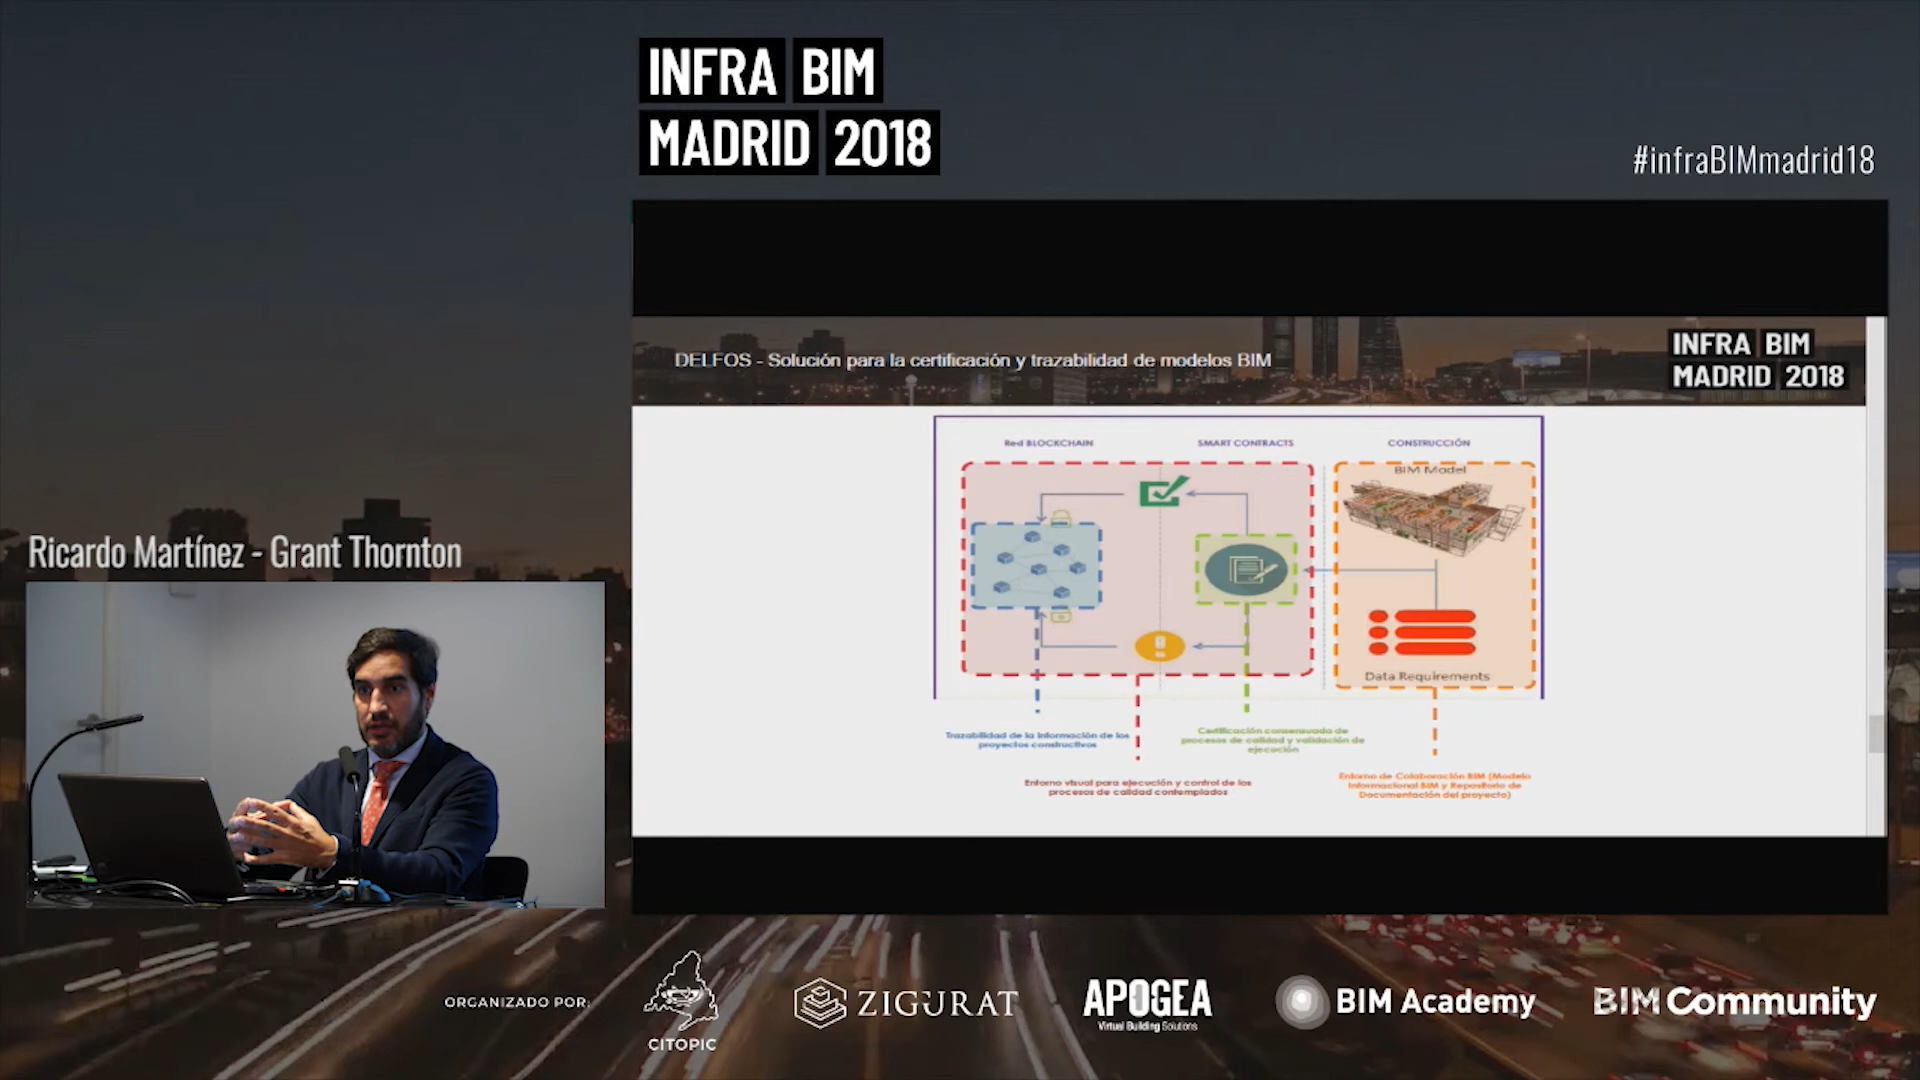 INFRA BIM
MADRID 2018
#infraBIMmadrid18
DELFOS - Solución para la certificación y trazabilidad de modelos BIM
INFRA BIM
MADRID 2018
Red BLOCKCHAIN
SMART CONTRACTS
CONSTRUCCIÓN
BIM Model
Data Requirements
Trazabilidad de la información de los
proyectos constructivos
Certificación consensuada de
procesos de calidad y validación de
ejecución
Entorno visual para ejecución y control de los
procesos de calidad contemplados
Entorno de Colaboración BIM (Modelo
Informacional BIM y Repositorio de
Documentación del proyecto)
Ricardo Martínez - Grant Thornton
ORGANIZADO POR:
CITOPIC
ZIGURAT
APOGEA
Virtual Building Solutions
BIM Academy
BIM Community